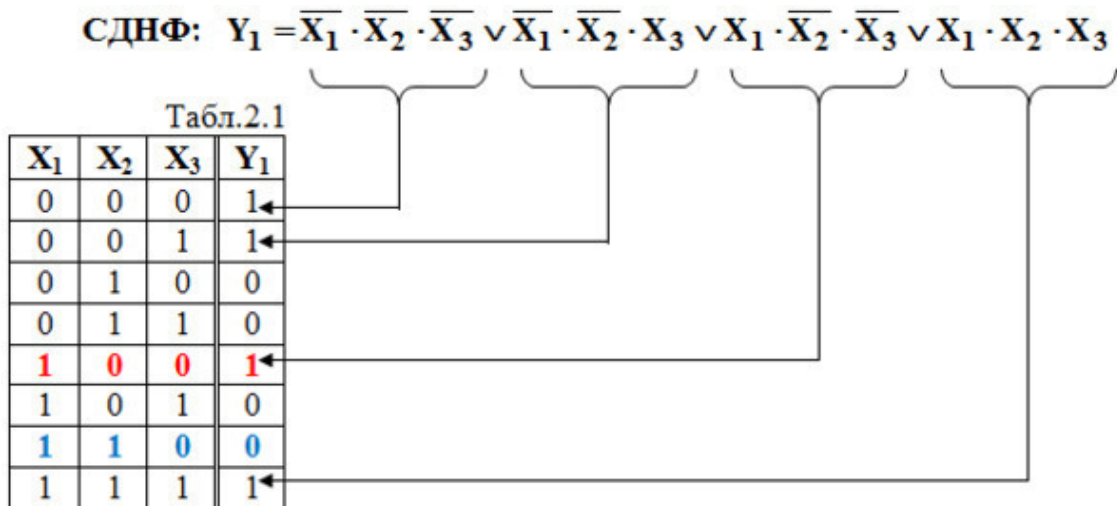 СДНФ: Y₁ = X̅₁ · X̅₂ · X̅₃ ∨ X̅₁ · X̅₂ · X₃ ∨ X₁ · X̅₂ · X̅₃ ∨ X₁ · X₂ · X₃
Табл.2.1
X₁ X₂ X₃ Y₁
0 0 0 1
0 0 1 1
0 1 0 0
0 1 1 0
1 0 0 1
1 0 1 0
1 1 0 0
1 1 1 1